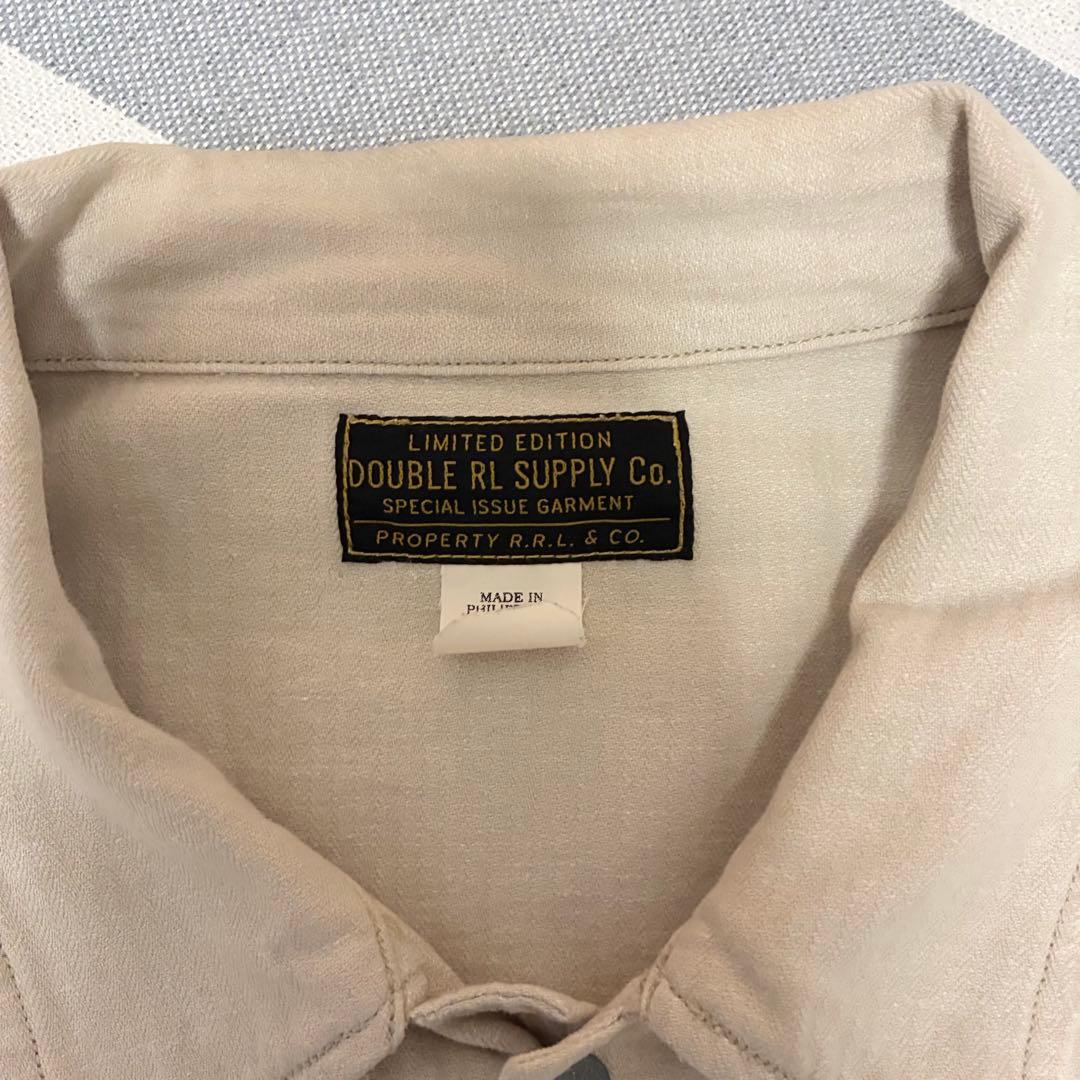 LIMITED EDITION
DOUBLE RL SUPPLY Co.
SPECIAL ISSUE GARMENT
PROPERTY R.R.L. & CO.
MADE IN